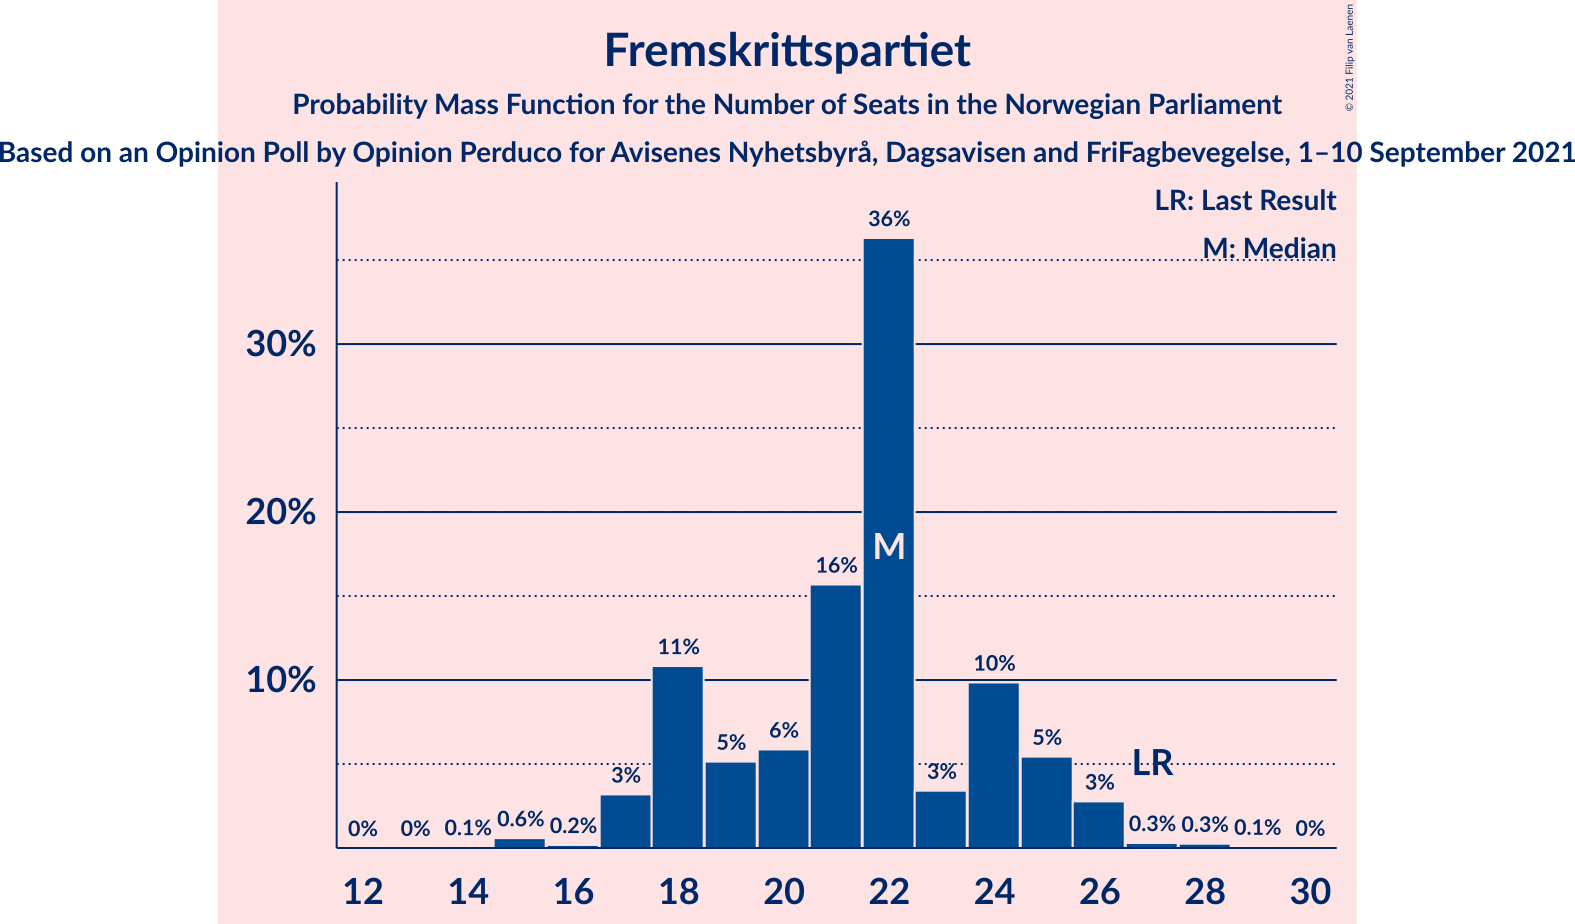 Fremskrittspartiet
Probability Mass Function for the Number of Seats in the Norwegian Parliament
Based on an Opinion Poll by Opinion Perduco for Avisenes Nyhetsbyrå, Dagsavisen and FriFagbevegelse, 1–10 September 2021
© 2021 Filip van Laenen
LR: Last Result
M: Median
30%
20%
10%
0%
0%
0.1%
0.6%
0.2%
3%
11%
5%
6%
16%
36%
M
3%
10%
5%
3%
LR
0.3%
0.3%
0.1%
0%
12 14 16 18 20 22 24 26 28 30